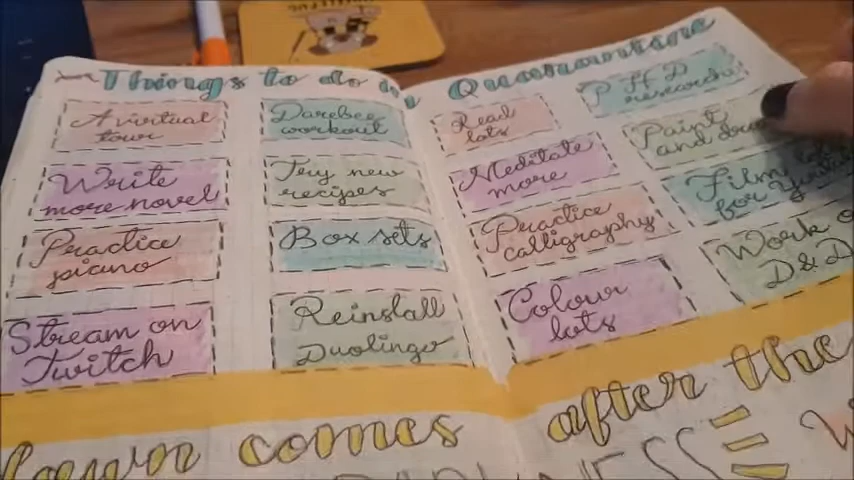 Things to do in Quarantine
A virtual
tour
Darebee
workout
Write
more novel
Try new
recipes
Practice
piano
Box sets
Stream on
Twitch
Reinstall
Duolingo
Read
lots
PHD
research
Meditate
more
Paint
and
Practice
calligraphy
Film
for
Colour
lots
Work on
D&D
comes after the